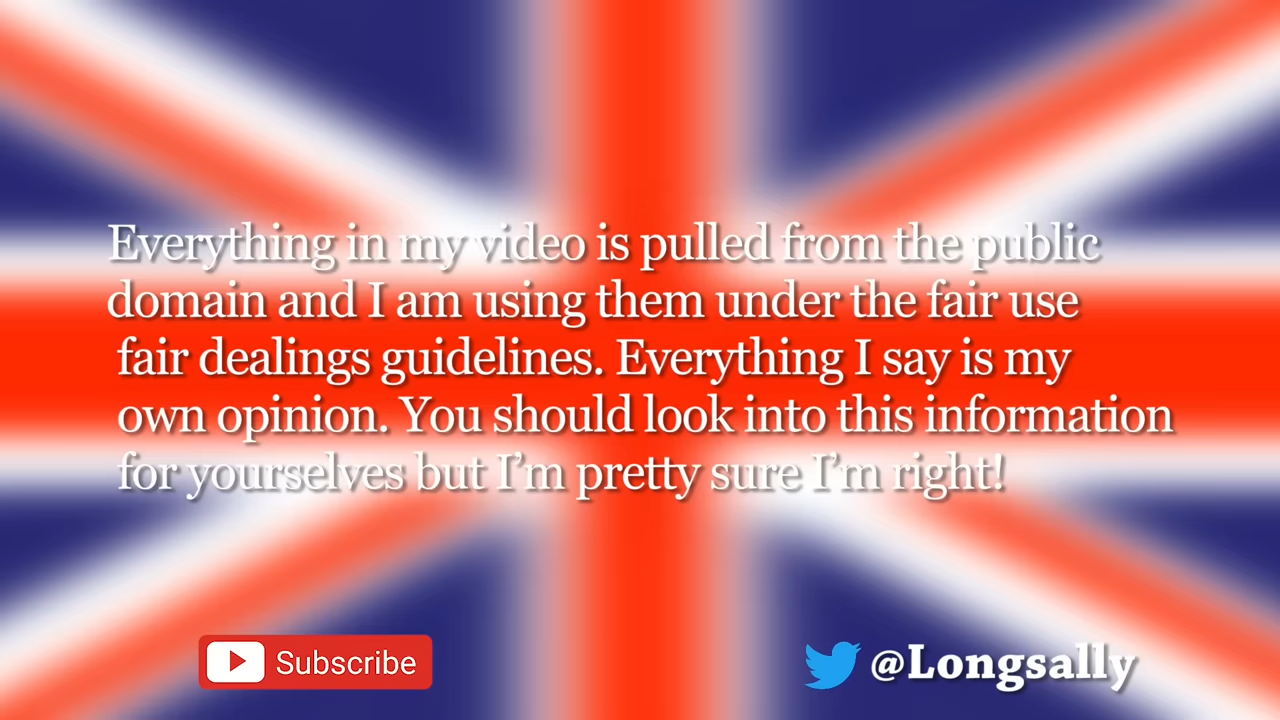 Everything in my video is pulled from the public
domain and I am using them under the fair use
fair dealings guidelines. Everything I say is my
own opinion. You should look into this information
for yourselves but I'm pretty sure I'm right!
Subscribe
@Longsally